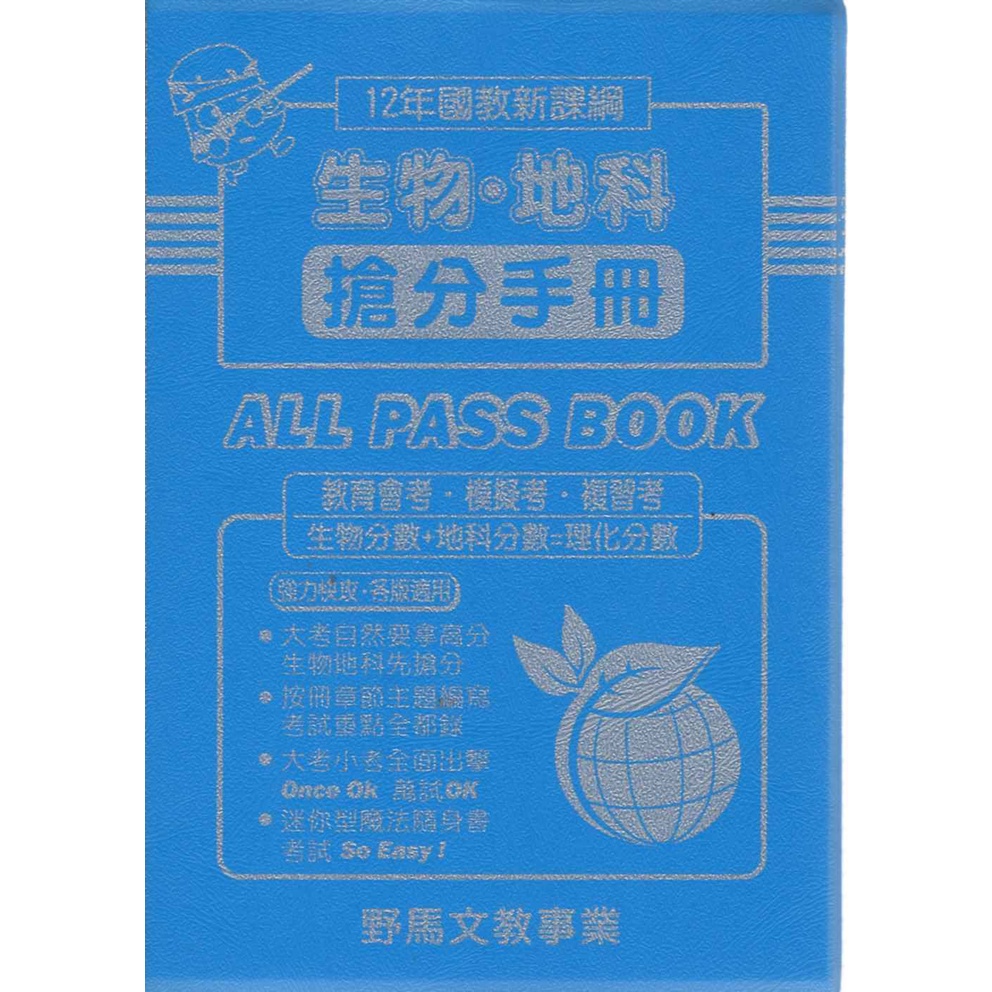 12年國教新課綱
生物·地科
搶分手冊
ALL PASS BOOK
教育會考·模擬考·複習考
生物分數+地科分數=理化分數
強力快攻·各版適用
• 大考自然要拿高分
生物地科先搶分
• 按冊章節主題編寫
考試重點全都錄
• 大考小考全面出擊
Once Ok 萬試OK
• 迷你型魔法隨身書
考試 So Easy!
野馬文教事業